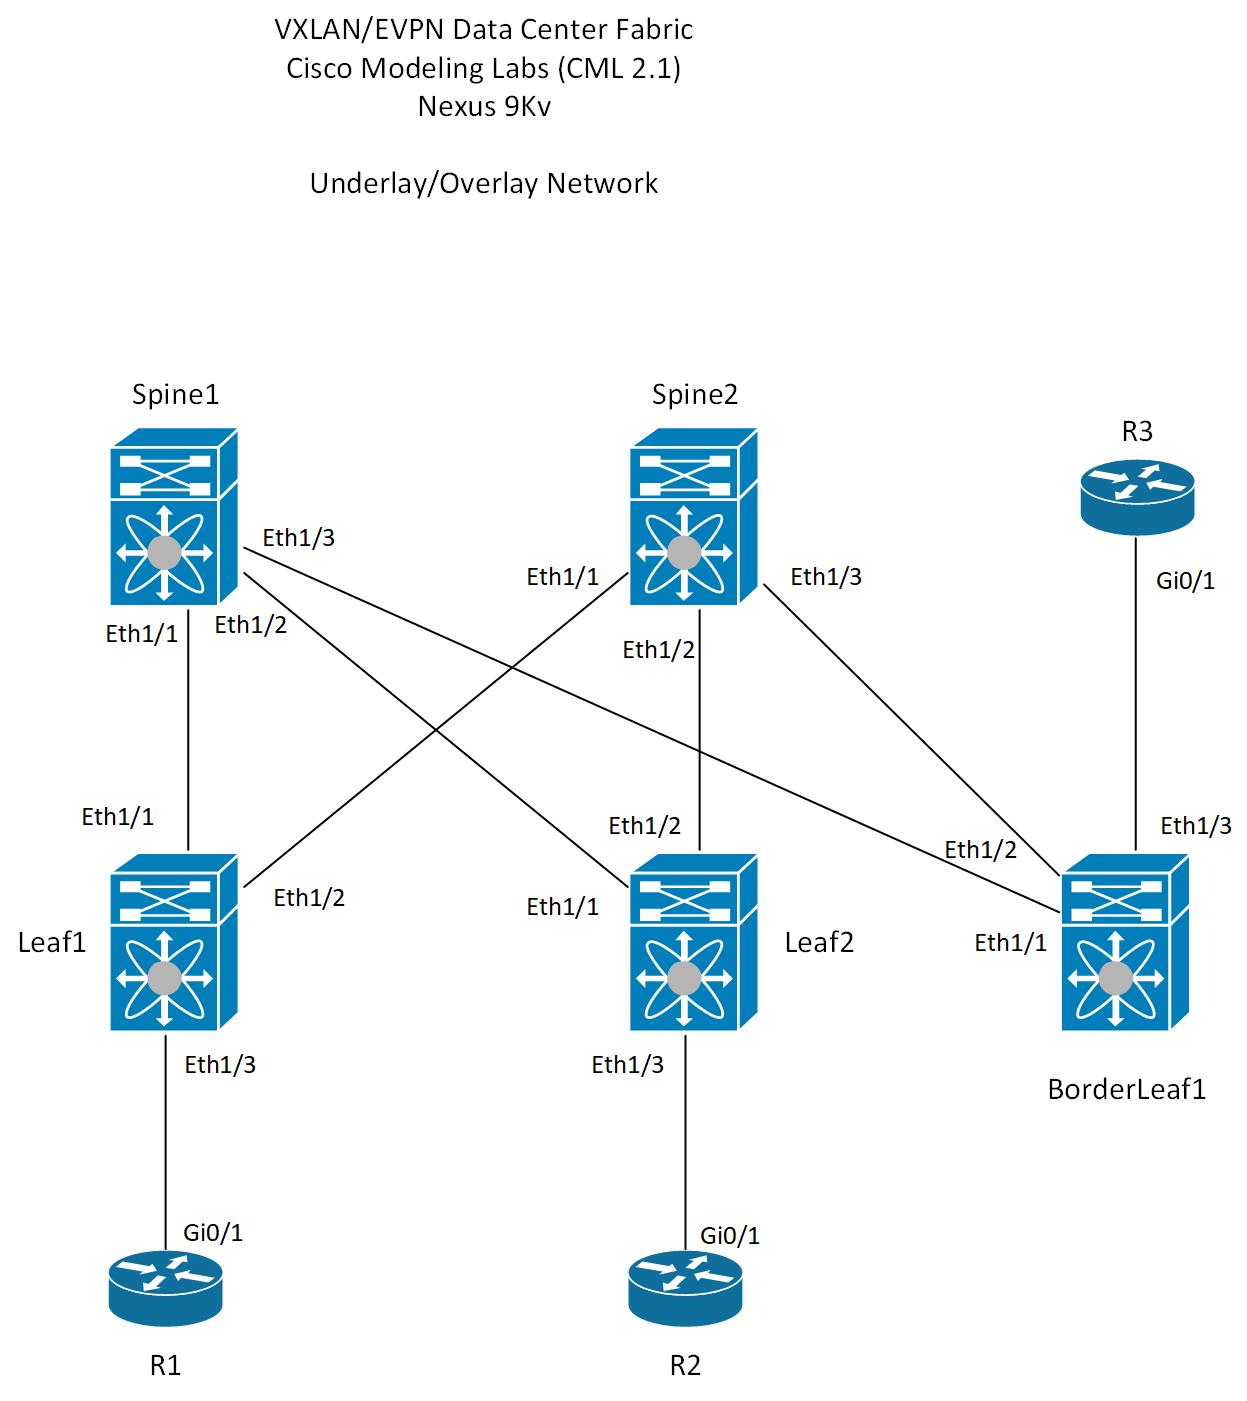 VXLAN/EVPN Data Center Fabric
Cisco Modeling Labs (CML 2.1)
Nexus 9Kv
Underlay/Overlay Network
Spine1
Spine2
R3
Eth1/3
Eth1/1
Eth1/3
Gi0/1
Eth1/1
Eth1/2
Eth1/2
Eth1/1
Eth1/2
Eth1/3
Eth1/2
Eth1/2
Eth1/1
Leaf1
Leaf2
Eth1/1
Eth1/3
Eth1/3
BorderLeaf1
Gi0/1
Gi0/1
R1
R2